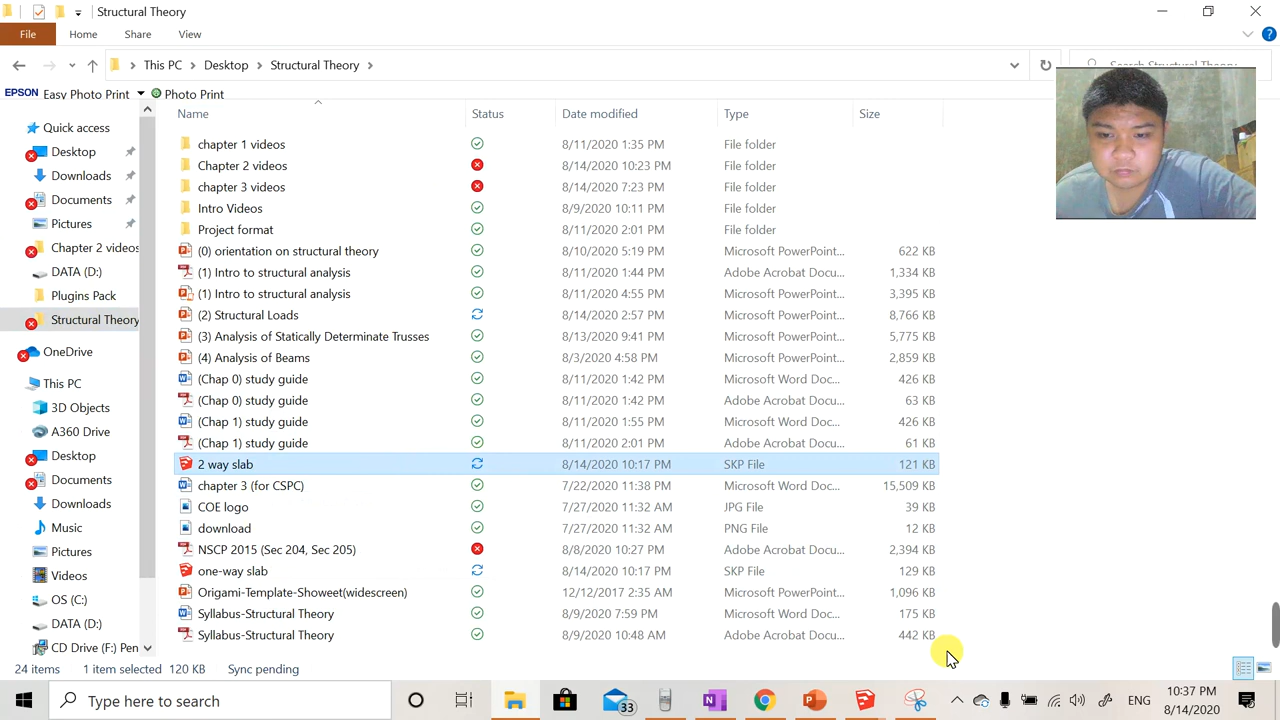 Structural Theory
File Home Share View
This PC Desktop Structural Theory
EPSON Easy Photo Print Photo Print
Name Status Date modified Type Size
Quick access
Desktop
Downloads
Documents
Pictures
Chapter 2 videos
DATA (D:)
Plugins Pack
Structural Theory
OneDrive
This PC
3D Objects
A360 Drive
Desktop
Documents
Downloads
Music
Pictures
Videos
OS (C:)
DATA (D:)
CD Drive (F:) Pen
chapter 1 videos 8/11/2020 1:35 PM File folder
Chapter 2 videos 8/14/2020 10:23 PM File folder
chapter 3 videos 8/14/2020 7:23 PM File folder
Intro Videos 8/9/2020 10:11 PM File folder
Project format 8/11/2020 2:01 PM File folder
(0) orientation on structural theory 8/10/2020 5:19 PM Microsoft PowerPoint... 622 KB
(1) Intro to structural analysis 8/11/2020 1:44 PM Adobe Acrobat Docu... 1,334 KB
(1) Intro to structural analysis 8/11/2020 4:55 PM Microsoft PowerPoint... 3,395 KB
(2) Structural Loads 8/14/2020 2:57 PM Microsoft PowerPoint... 8,766 KB
(3) Analysis of Statically Determinate Trusses 8/13/2020 9:41 PM Microsoft PowerPoint... 5,775 KB
(4) Analysis of Beams 8/3/2020 4:58 PM Microsoft PowerPoint... 2,859 KB
(Chap 0) study guide 8/11/2020 1:42 PM Microsoft Word Doc... 426 KB
(Chap 0) study guide 8/11/2020 1:42 PM Adobe Acrobat Docu... 63 KB
(Chap 1) study guide 8/11/2020 1:55 PM Microsoft Word Doc... 426 KB
(Chap 1) study guide 8/11/2020 2:01 PM Adobe Acrobat Docu... 61 KB
2 way slab 8/14/2020 10:17 PM SKP File 121 KB
chapter 3 (for CSPC) 7/22/2020 11:38 PM Microsoft Word Doc... 15,509 KB
COE logo 7/27/2020 11:32 AM JPG File 39 KB
download 7/27/2020 11:32 AM PNG File 12 KB
NSCP 2015 (Sec 204, Sec 205) 8/8/2020 10:27 PM Adobe Acrobat Docu... 2,394 KB
one-way slab 8/14/2020 10:17 PM SKP File 129 KB
Origami-Template-Showeet(widescreen) 12/12/2017 2:35 AM Microsoft PowerPoint... 1,096 KB
Syllabus-Structural Theory 8/9/2020 7:59 PM Microsoft Word Doc... 175 KB
Syllabus-Structural Theory 8/9/2020 10:48 AM Adobe Acrobat Docu... 442 KB
24 items 1 item selected 120 KB Sync pending
Type here to search 33 ENG 10:37 PM
8/14/2020